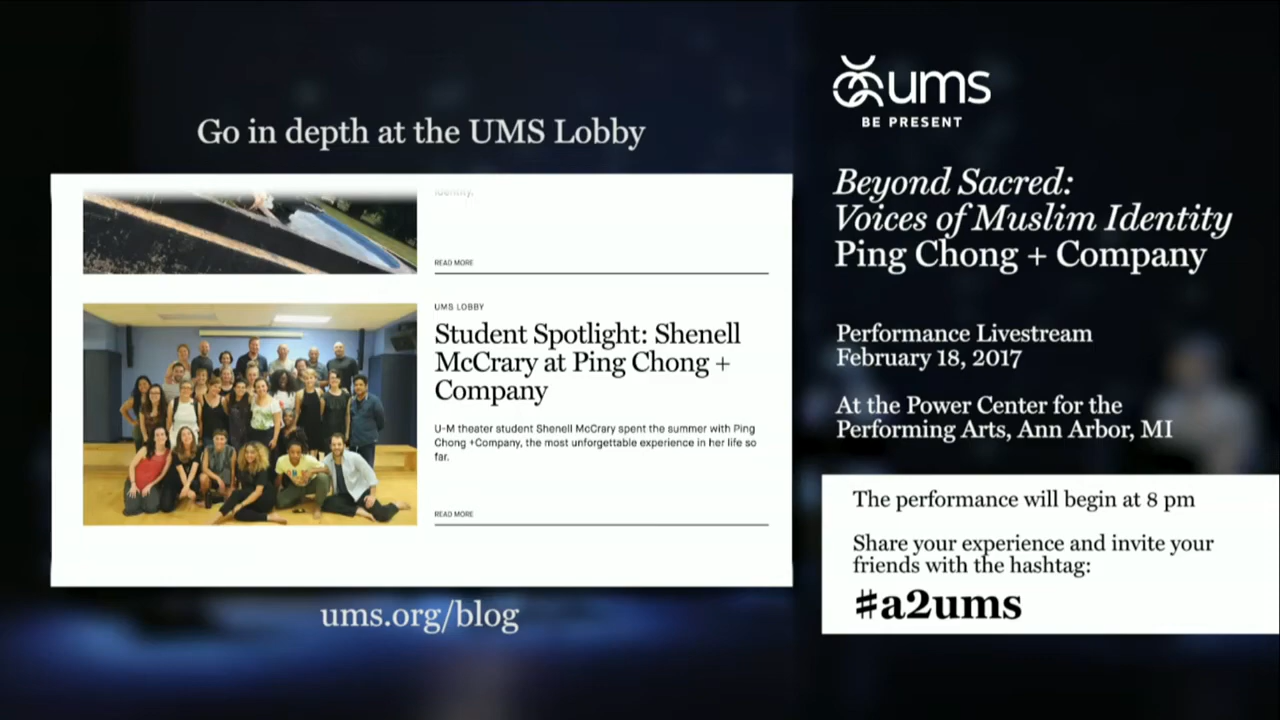 Go in depth at the UMS Lobby
READ MORE
UMS LOBBY
Student Spotlight: Shenell
McCrary at Ping Chong +
Company
U-M theater student Shenell McCrary spent the summer with Ping
Chong +Company, the most unforgettable experience in her life so
far.
READ MORE
ums.org/blog
ums
BE PRESENT
Beyond Sacred:
Voices of Muslim Identity
Ping Chong + Company
Performance Livestream
February 18, 2017
At the Power Center for the
Performing Arts, Ann Arbor, MI
The performance will begin at 8 pm
Share your experience and invite your
friends with the hashtag:
#a2ums